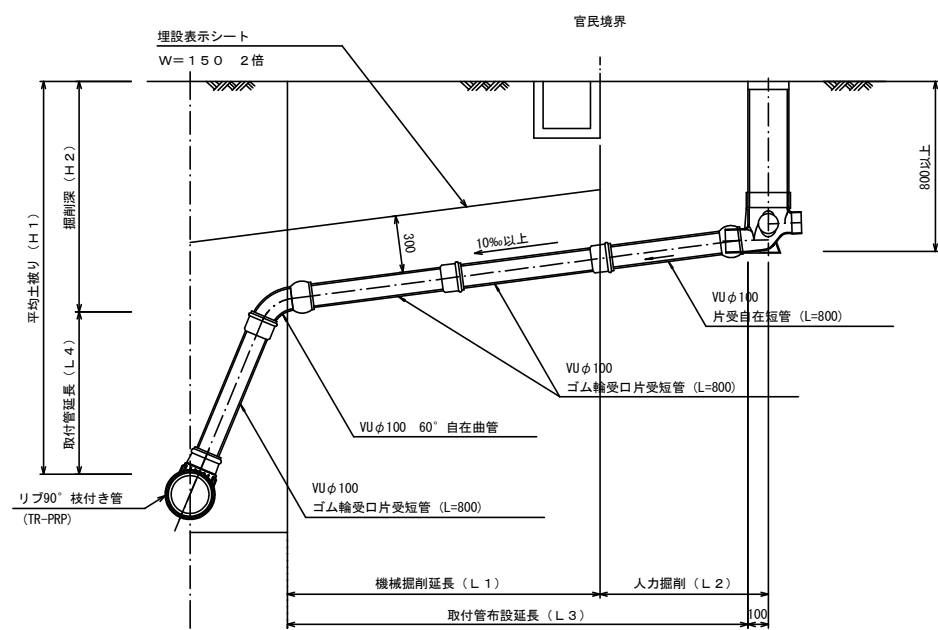 官民境界
埋設表示シート
W=150 2倍
平均土被り(H1)
掘削深(H2)
取付管延長(L4)
300
10‰以上
800以上
VUφ100
片受自在短管 (L=800)
VUφ100
ゴム輪受口片受短管 (L=800)
VUφ100 60°自在曲管
VUφ100
ゴム輪受口片受短管 (L=800)
リブ90°枝付き管
(TR-PRP)
機械掘削延長(L1)
人力掘削(L2)
取付管布設延長(L3)
100